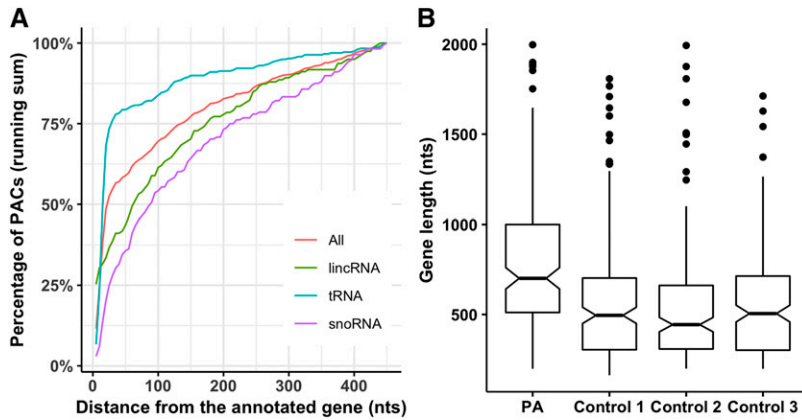 A
Percentage of PACs (running sum)
100%
75%
50%
25%
0%
All
lincRNA
tRNA
snoRNA
0 100 200 300 400
Distance from the annotated gene (nts)
B
Gene length (nts)
2000
1500
1000
500
PA Control 1 Control 2 Control 3